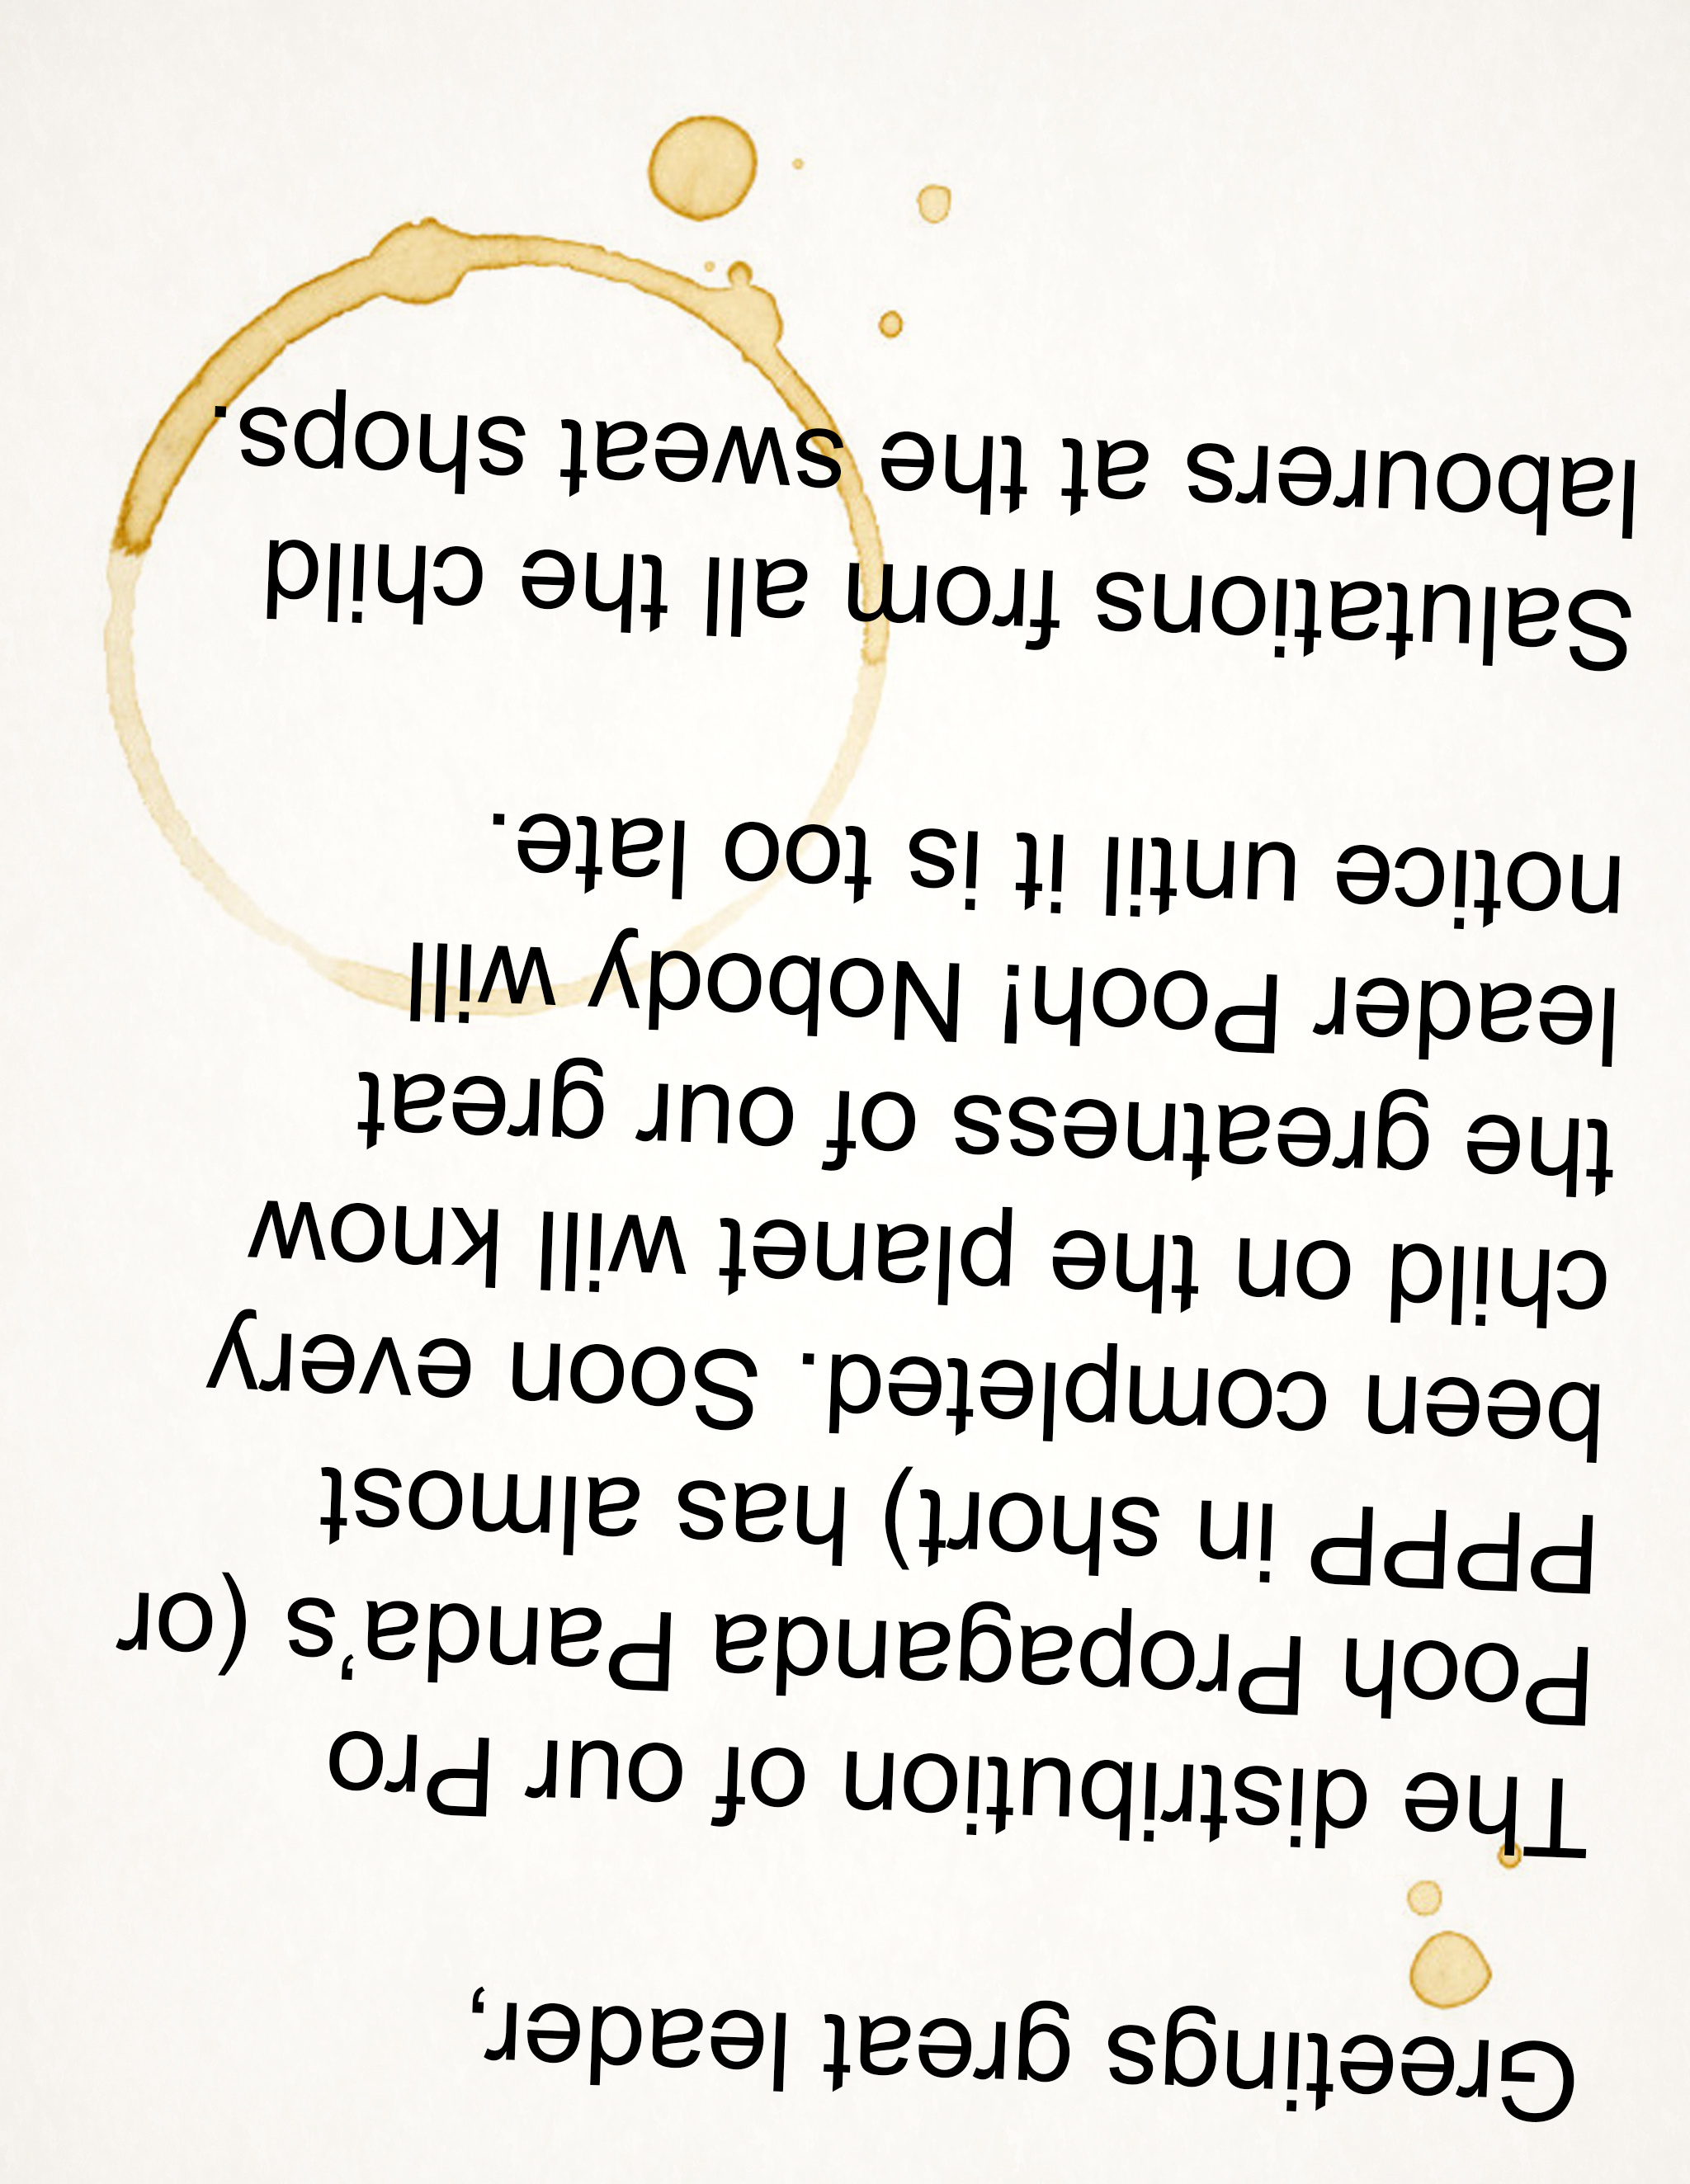 Greetings great leader,
The distribution of our Pro
Pooh Propaganda Panda’s (or
PPPP in short) has almost
been completed. Soon every
child on the planet will know
the greatness of our great
leader Pooh! Nobody will
notice until it is too late.
Salutations from all the child
labourers at the sweat shops.